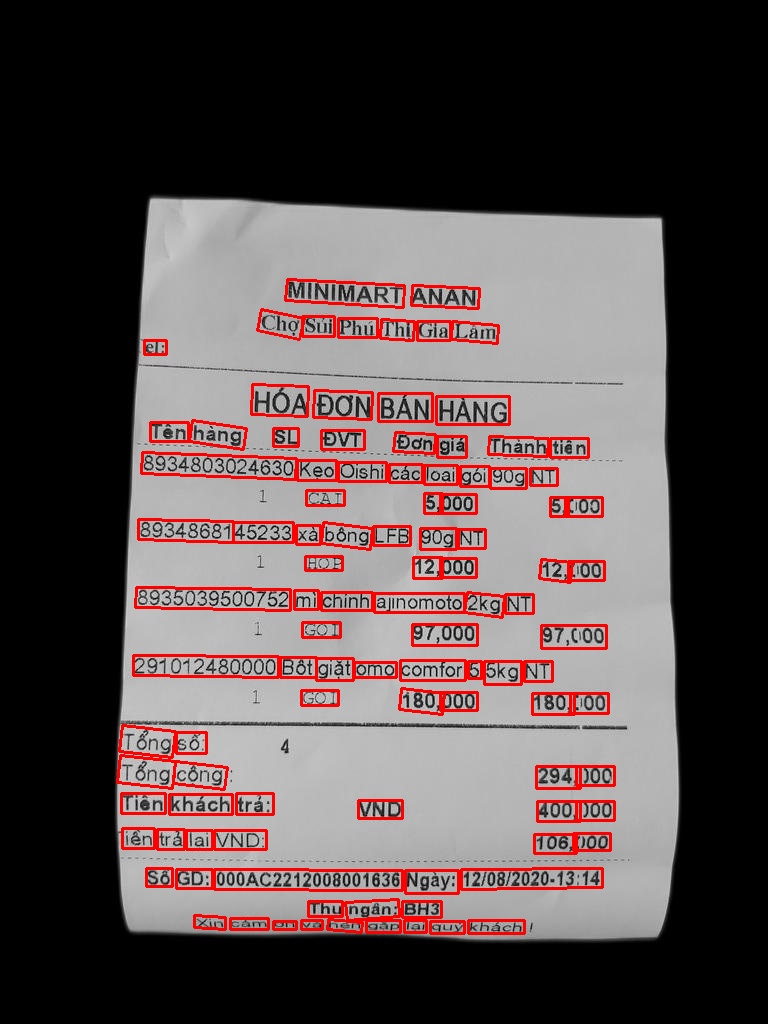 MINIMART ANAN
Chợ Sủi Phú Thị Gia Lâm
el:
HÓA ĐƠN BÁN HÀNG
Tên hàng SL ĐVT Đơn giá Thành tiền
8934803024630 Kẹo Oishi các loại gói 90g NT
1 CAI 5,000 5,000
8934868145233 xà bông LFB 90g NT
1 HOP 12,000 12,000
8935039500752 mì chính ajinomoto 2kg NT
1 GOI 97,000 97,000
291012480000 Bột giặt omo comfor 5 5kg NT
1 GOI 180,000 180,000
Tổng số: 4
Tổng cộng : 294,000
Tiền khách trả: VND 400,000
iền trả lại VND: 106,000
Số GD: 000AC2212008001636 Ngày: 12/08/2020-13:14
Thu ngân: BH3
Xin cảm ơn và hẹn gặp lại quý khách !